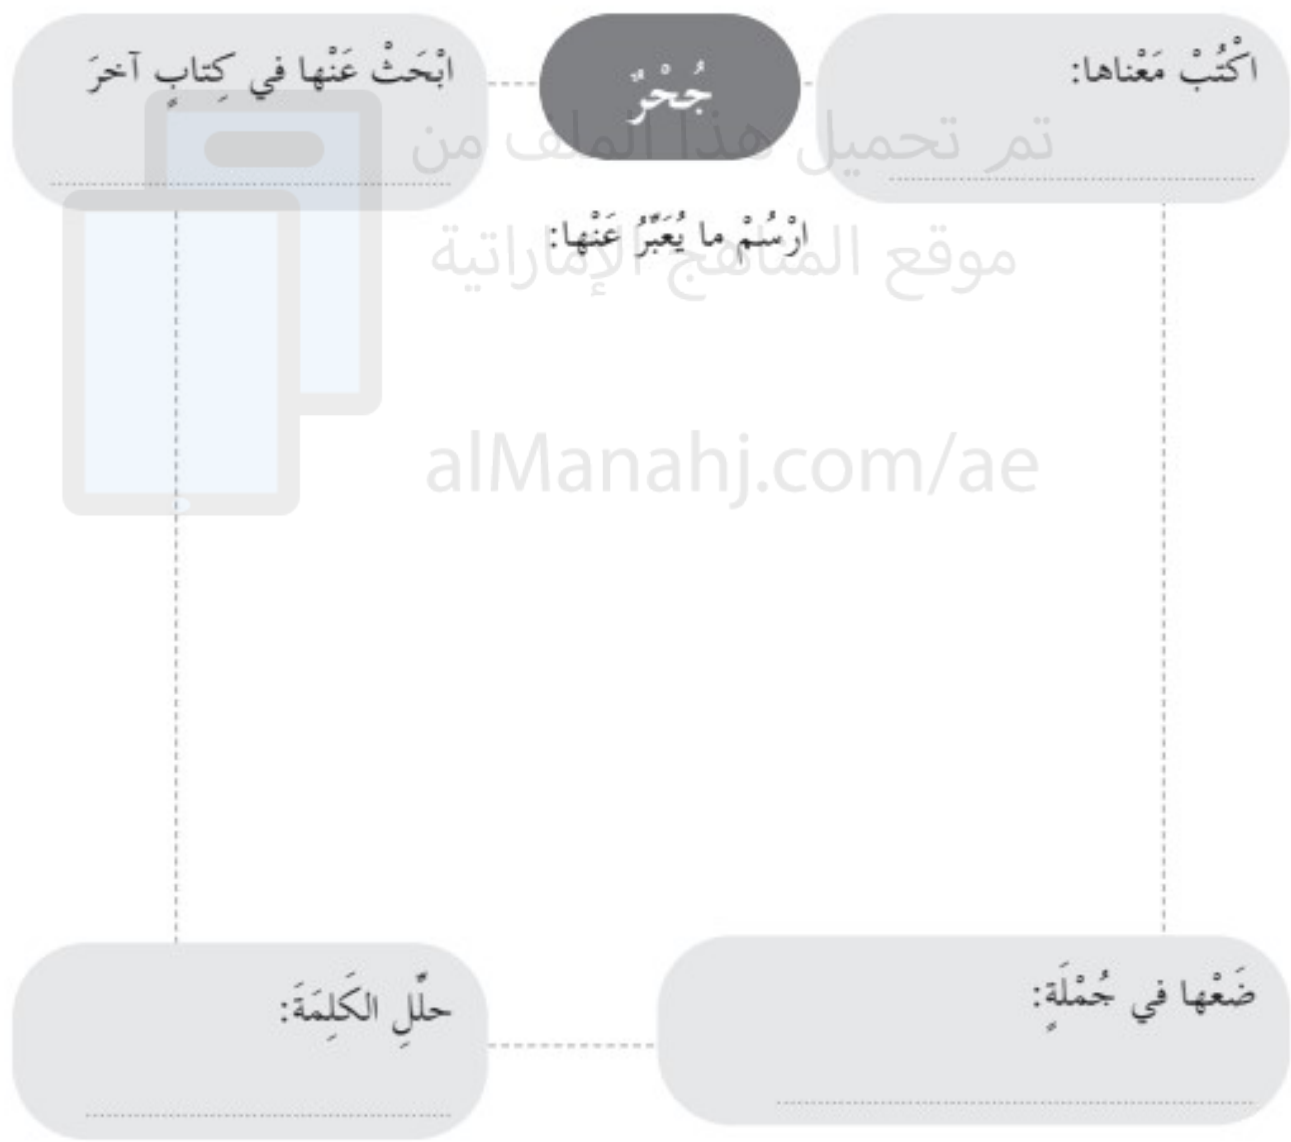 اكْتُبْ مَعْناها:
جُحْرٌ
ابْحَثْ عَنْها في كِتابٍ آخرَ
تم تحميل هذا الملف من
ارْسُمْ ما يُعَبِّرُ عَنْها:
موقع المناهج الإماراتية
alManahj.com/ae
ضَعْها في جُمْلَةٍ:
حلِّلِ الكَلِمَةَ: